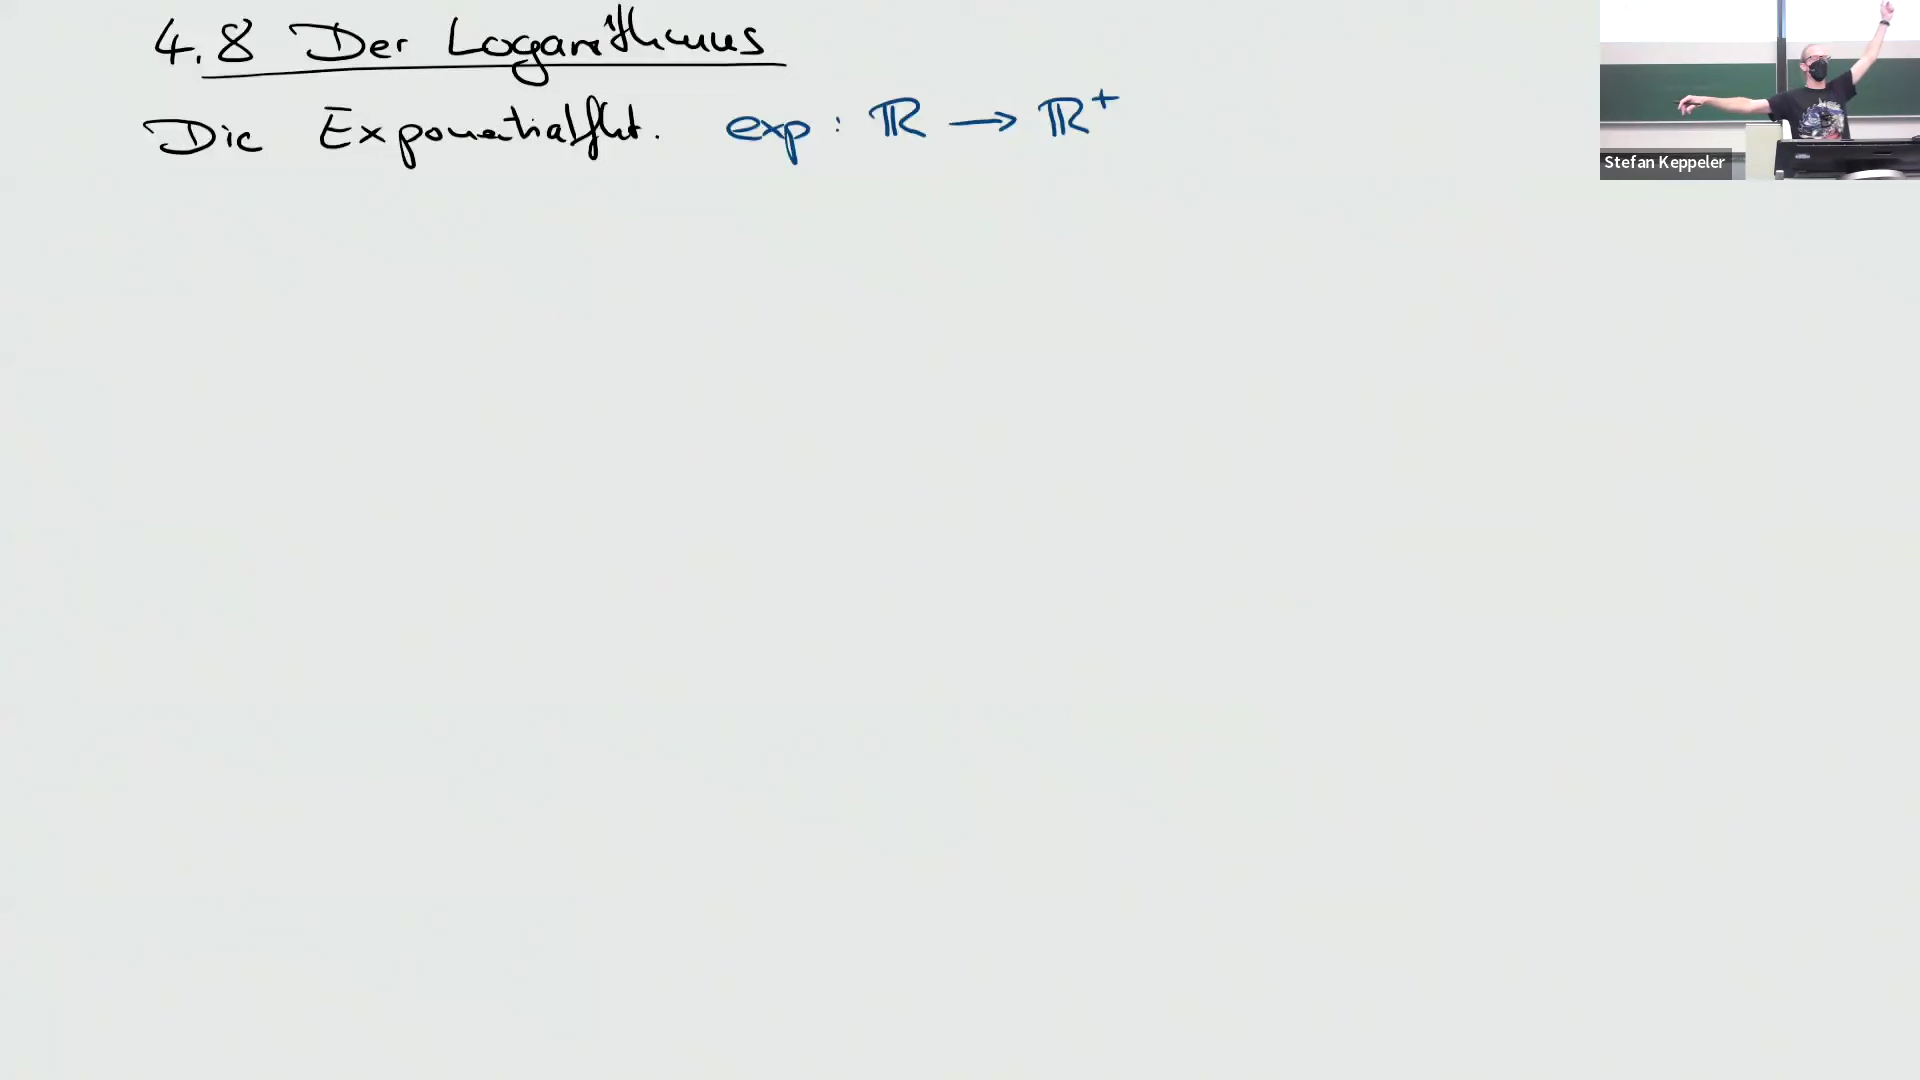 4.8 Der Logarithmus
Die Exponentialfkt. exp: ℝ → ℝ⁺
Stefan Keppeler